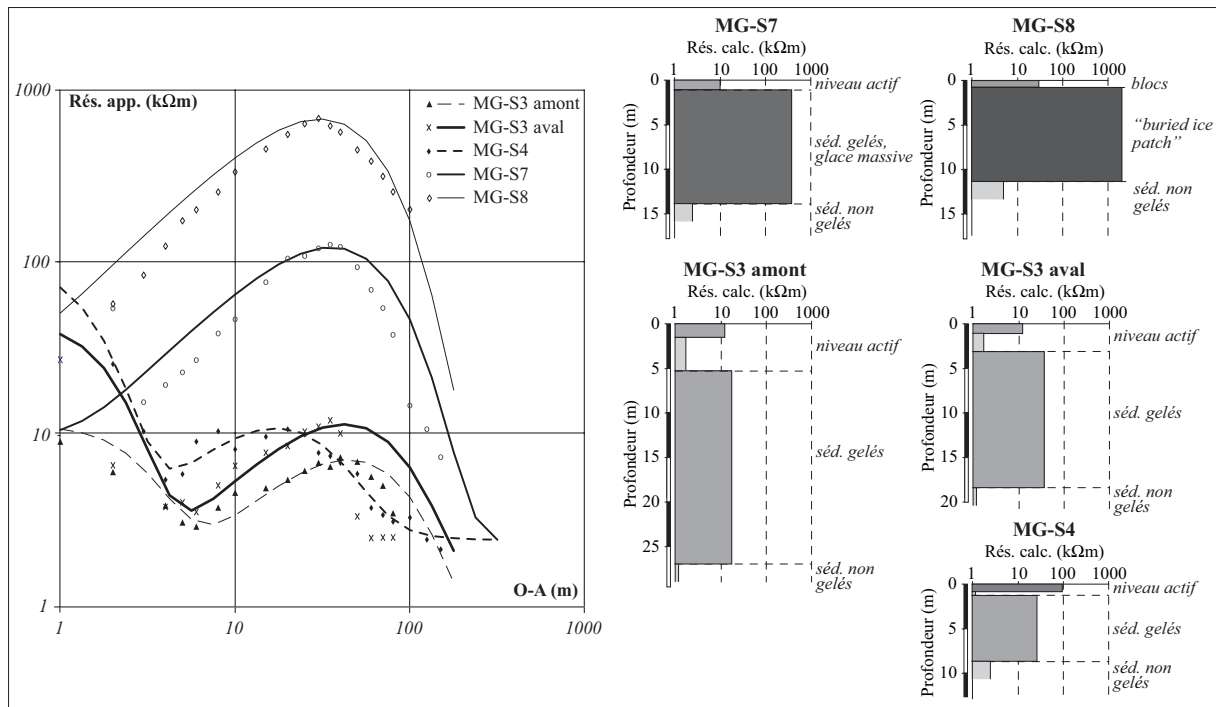 Rés. app. (kΩm)
1000
100
10
1
1
10
100
1000
O-A (m)
MG-S3 amont
MG-S3 aval
MG-S4
MG-S7
MG-S8
MG-S7
Rés. calc. (kΩm)
1 10 100 1000
Profondeur (m)
0
5
10
15
niveau actif
séd. gelés,
glace massive
séd. non
gelés
MG-S8
Rés. calc. (kΩm)
1 10 100 1000
Profondeur (m)
0
5
10
15
blocs
“buried ice
patch”
séd. non
gelés
MG-S3 amont
Rés. calc. (kΩm)
1 10 100 1000
Profondeur (m)
0
5
10
15
20
25
niveau actif
séd. gelés
séd. non
gelés
MG-S3 aval
Rés. calc. (kΩm)
1 10 100 1000
Profondeur (m)
0
5
10
15
20
niveau actif
séd. gelés
séd. non
gelés
MG-S4
Rés. calc. (kΩm)
1 10 100 1000
Profondeur (m)
0
5
10
niveau actif
séd. gelés
séd. non
gelés